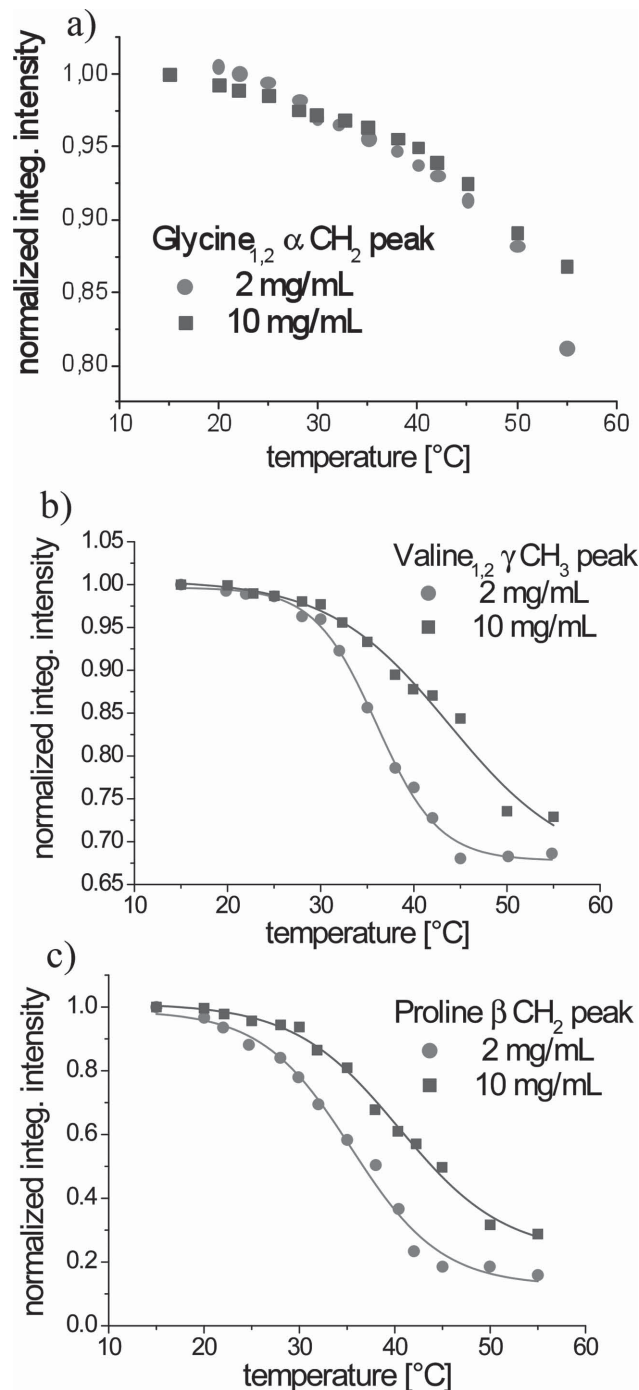 a)
normalized integ. intensity
1,00
0,95
0,90
0,85
0,80
Glycine1,2 α CH2 peak
2 mg/mL
10 mg/mL
10 20 30 40 50 60
temperature [°C]
b)
normalized integ. intensity
1.05
1.00
0.95
0.90
0.85
0.80
0.75
0.70
0.65
Valine1,2 γ CH3 peak
2 mg/mL
10 mg/mL
10 20 30 40 50 60
temperature [°C]
c)
normalized integ. intensity
1.0
0.8
0.6
0.4
0.2
0.0
Proline β CH2 peak
2 mg/mL
10 mg/mL
10 20 30 40 50 60
temperature [°C]